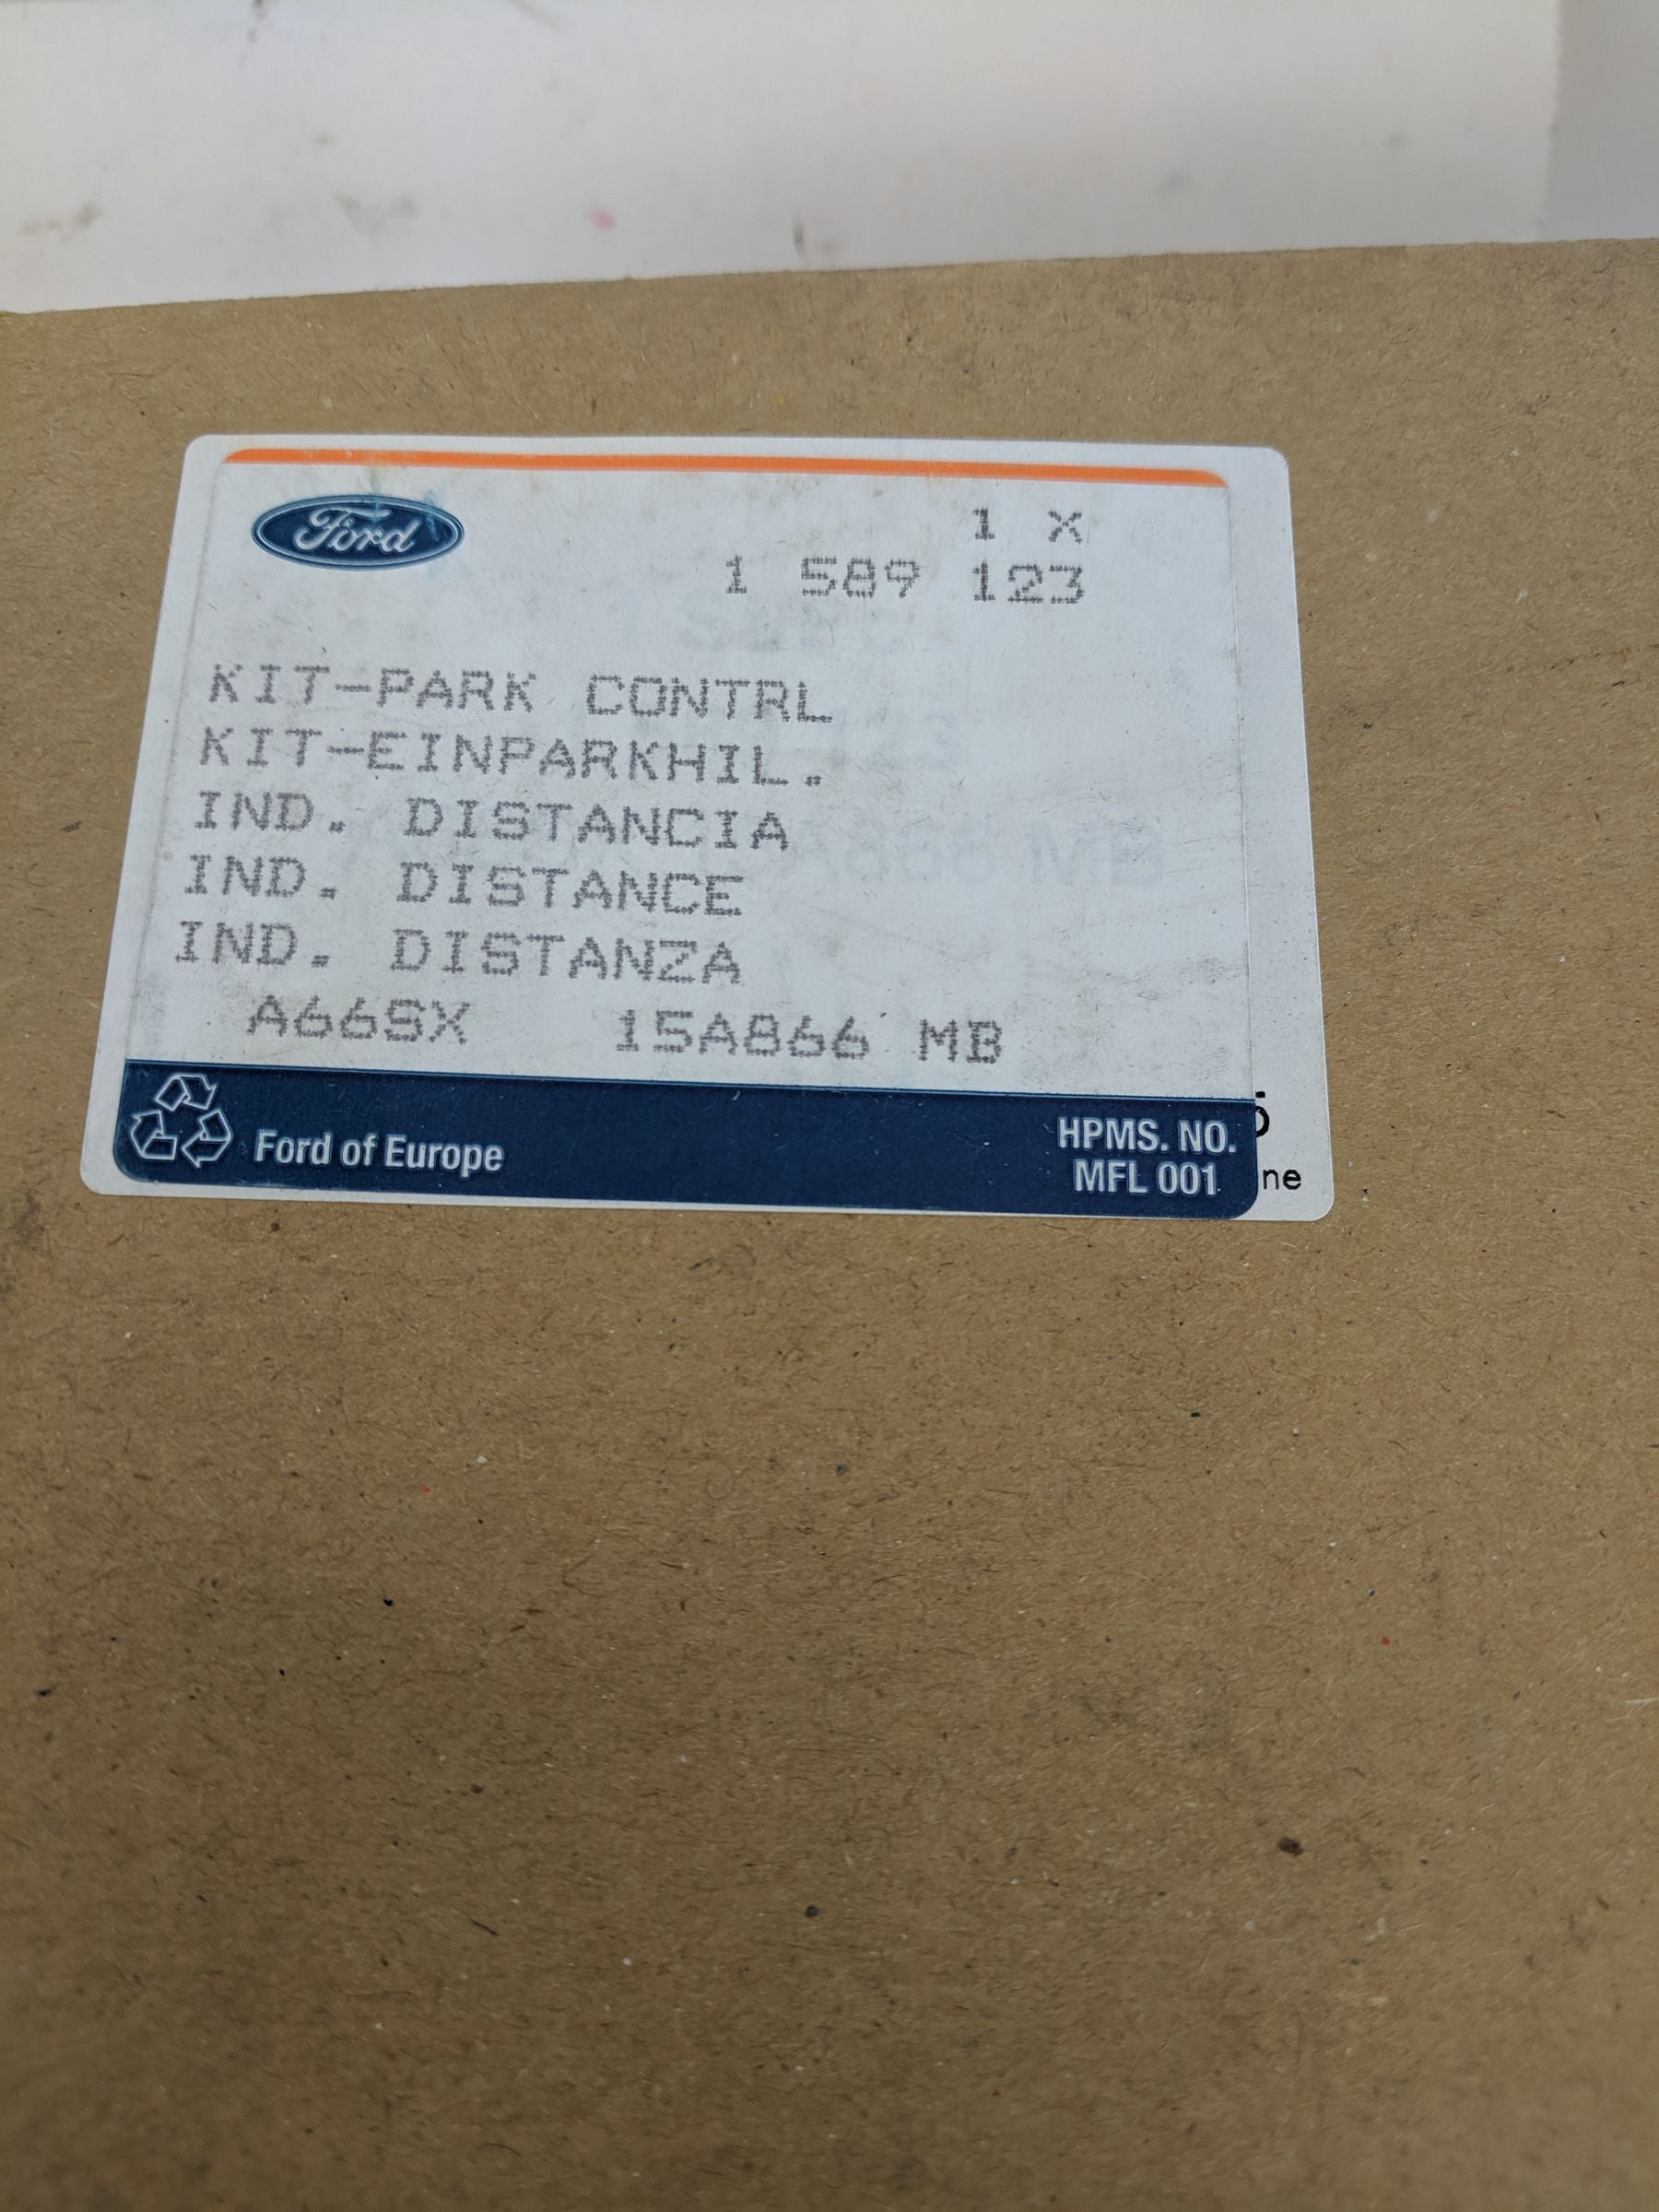 Ford
1 X
1 589 123
KIT-PARK CONTRL
KIT-EINPARKHIL.
IND. DISTANCIA
IND. DISTANCE
IND. DISTANZA
A66SX 15A866 MB
Ford of Europe
HPMS. NO.
MFL 001
ne